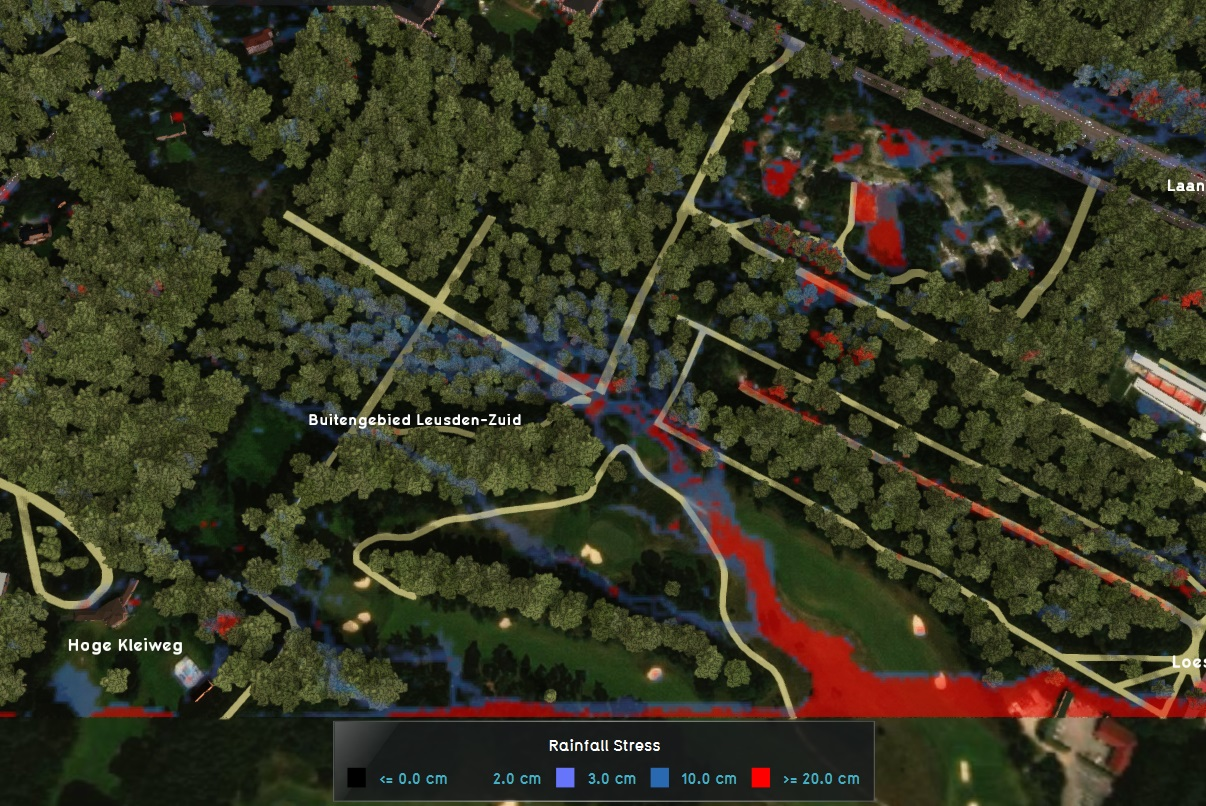 Laan
Buitengebied Leusden-Zuid
Hoge Kleiweg
Loes
Rainfall Stress
<= 0.0 cm 2.0 cm 3.0 cm 10.0 cm >= 20.0 cm